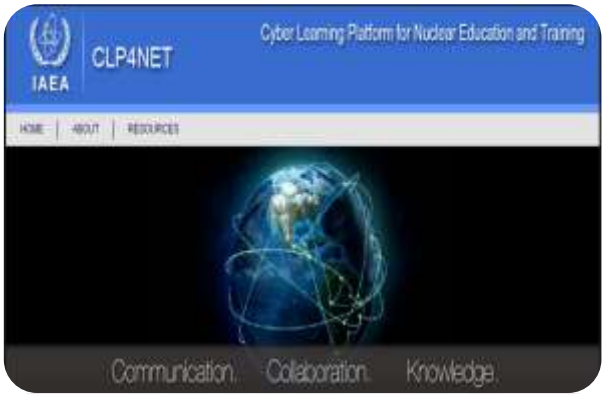 Cyber Learning Platform for Nuclear Education and Training
CLP4NET
IAEA
HOME | ABOUT | RESOURCES
Communication. Collaboration. Knowledge.